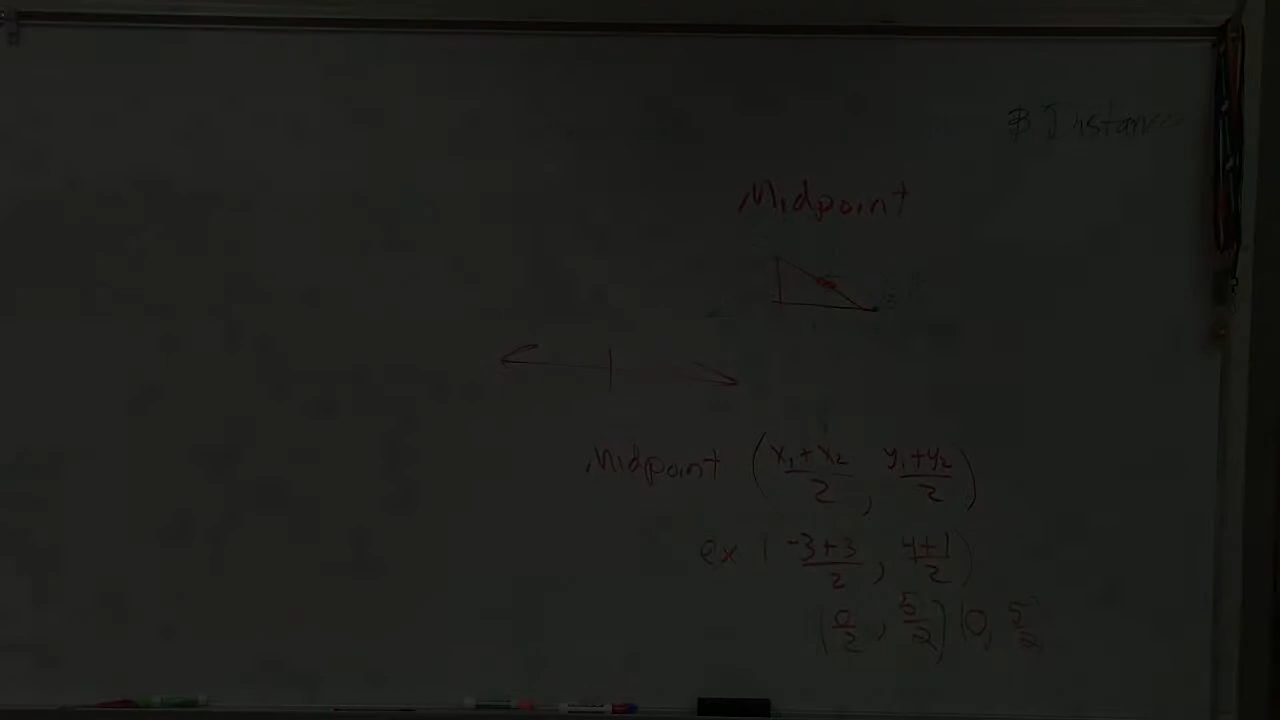 Distance
Midpoint
Midpoint (x₁+x₂/2, y₁+y₂/2)
ex (-3+3/2, 4+1/2)
(0/2, 5/2) (0, 5/2